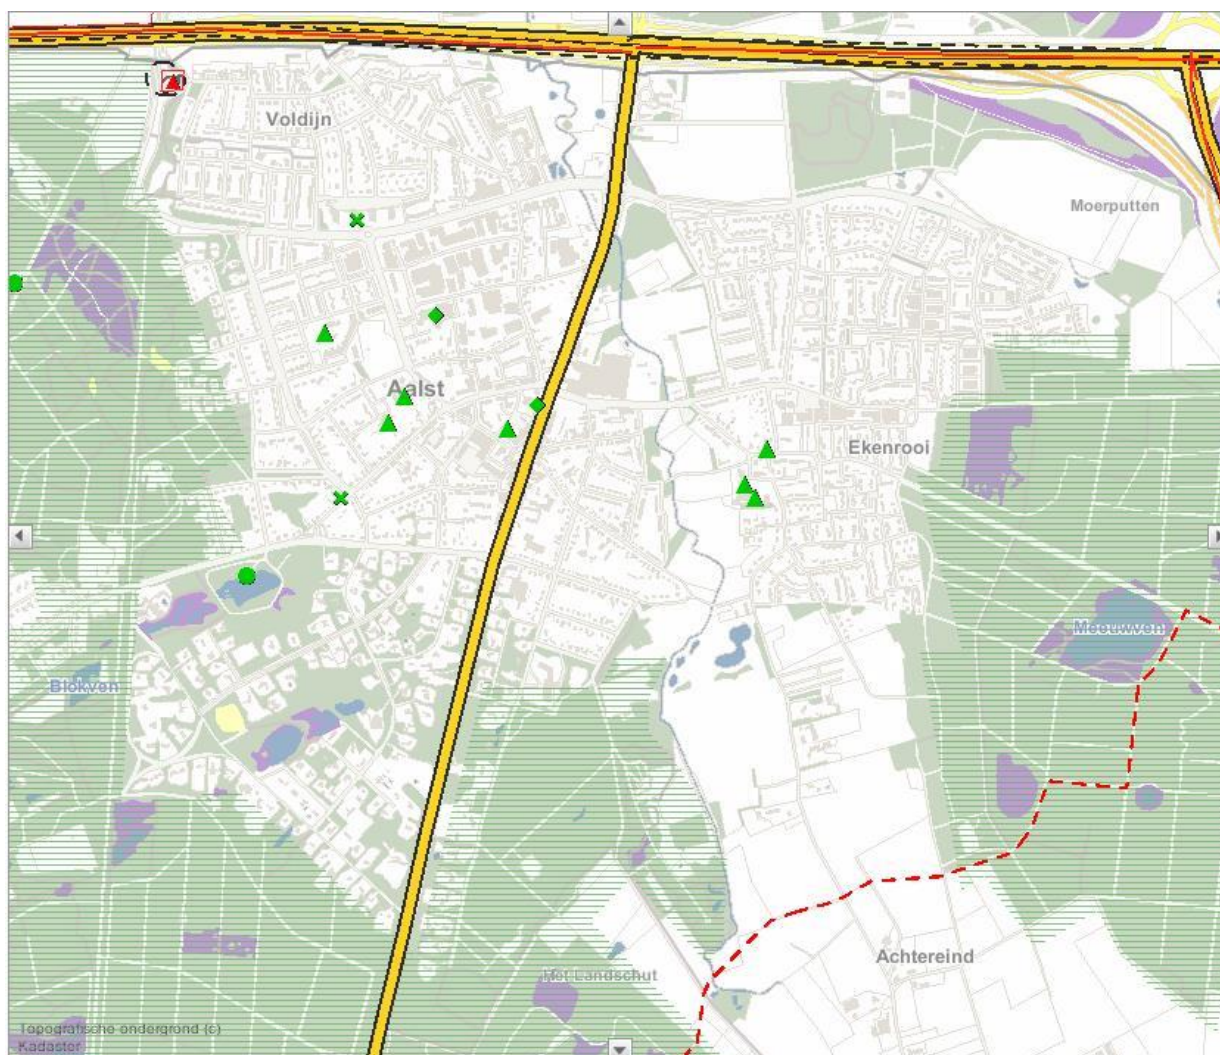 Voldijn
Moerputten
Aalst
Ekenrooi
Meeuwven
Blokven
Achtereind
Het Landschut
Topografische ondergrond (c)
Kadaster